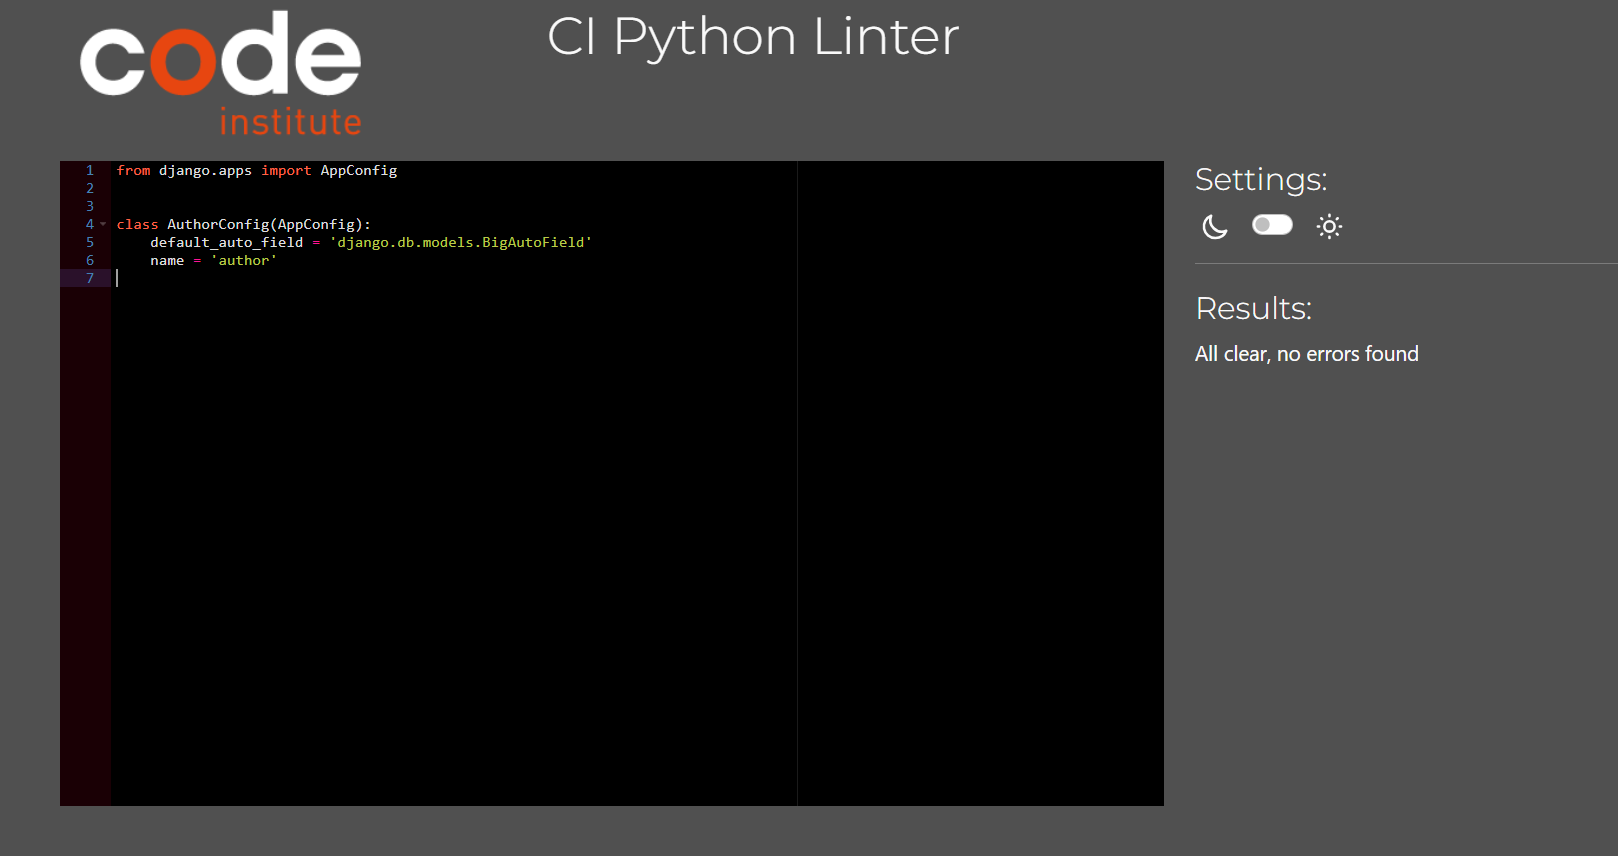 code
institute
CI Python Linter
1 from django.apps import AppConfig
2
3
4 class AuthorConfig(AppConfig):
5     default_auto_field = 'django.db.models.BigAutoField'
6     name = 'author'
7
Settings:
Results:
All clear, no errors found